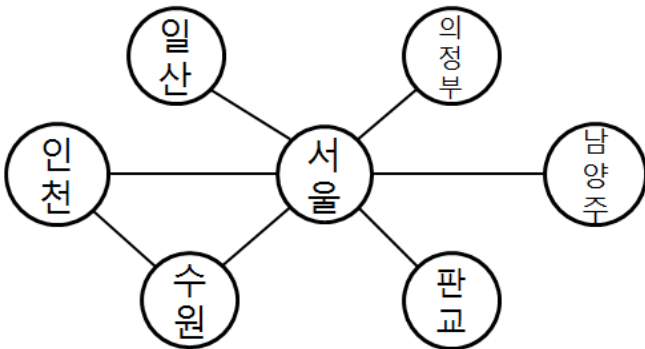 일
산
의
정
부
인
천
서
울
남
양
주
수
원
판
교